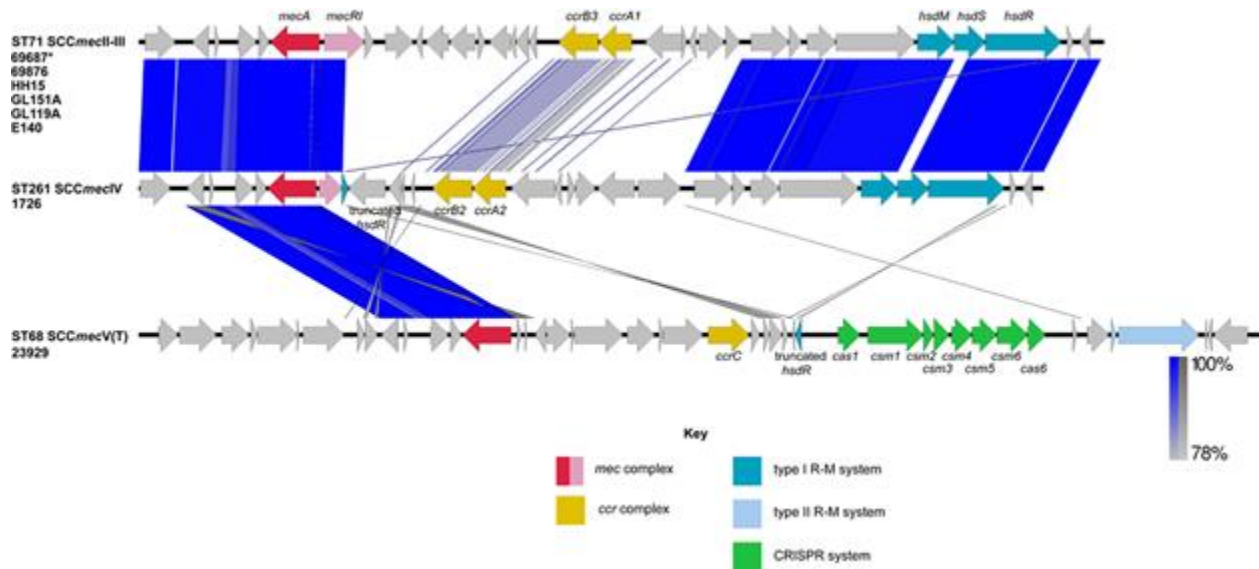 mecA mecRI ccrB3 ccrA1 hsdM hsdS hsdR
ST71 SCCmecII-III
69687*
69876
HH15
GL151A
GL119A
E140
ST261 SCCmecIV
1726
truncated
hsdR
ccrB2 ccrA2
ST68 SCCmecV(T)
23929
ccrC
truncated
hsdR
cas1 csm1 csm2 csm4 csm6
csm3 csm5 cas6
100%
78%
Key
mec complex
ccr complex
type I R-M system
type II R-M system
CRISPR system